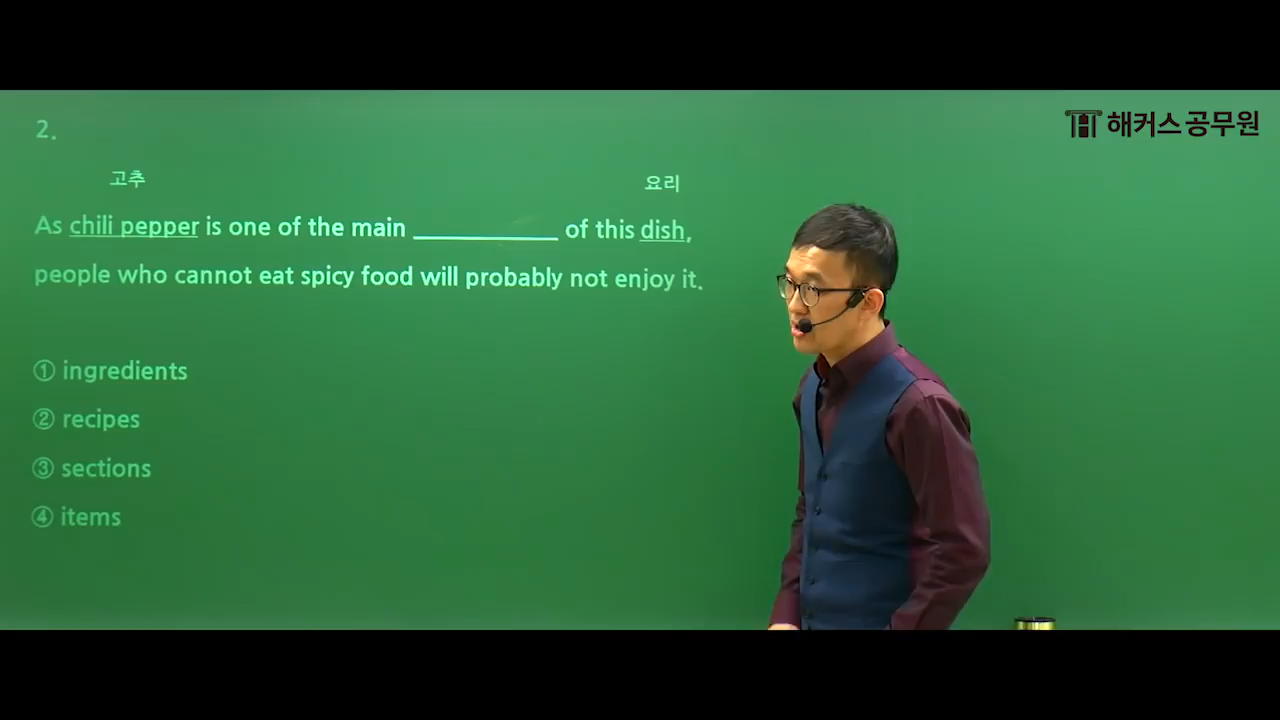 해커스 공무원
2.
고추 요리
As chili pepper is one of the main __________ of this dish,
people who cannot eat spicy food will probably not enjoy it.
① ingredients
② recipes
③ sections
④ items